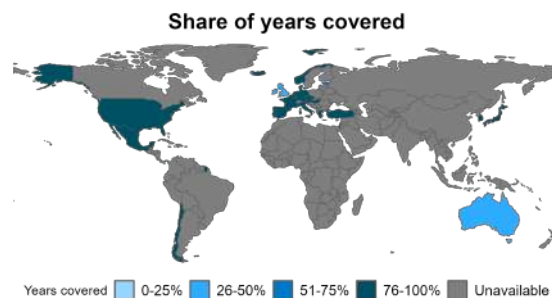 Share of years covered
Years covered 0-25% 26-50% 51-75% 76-100% Unavailable